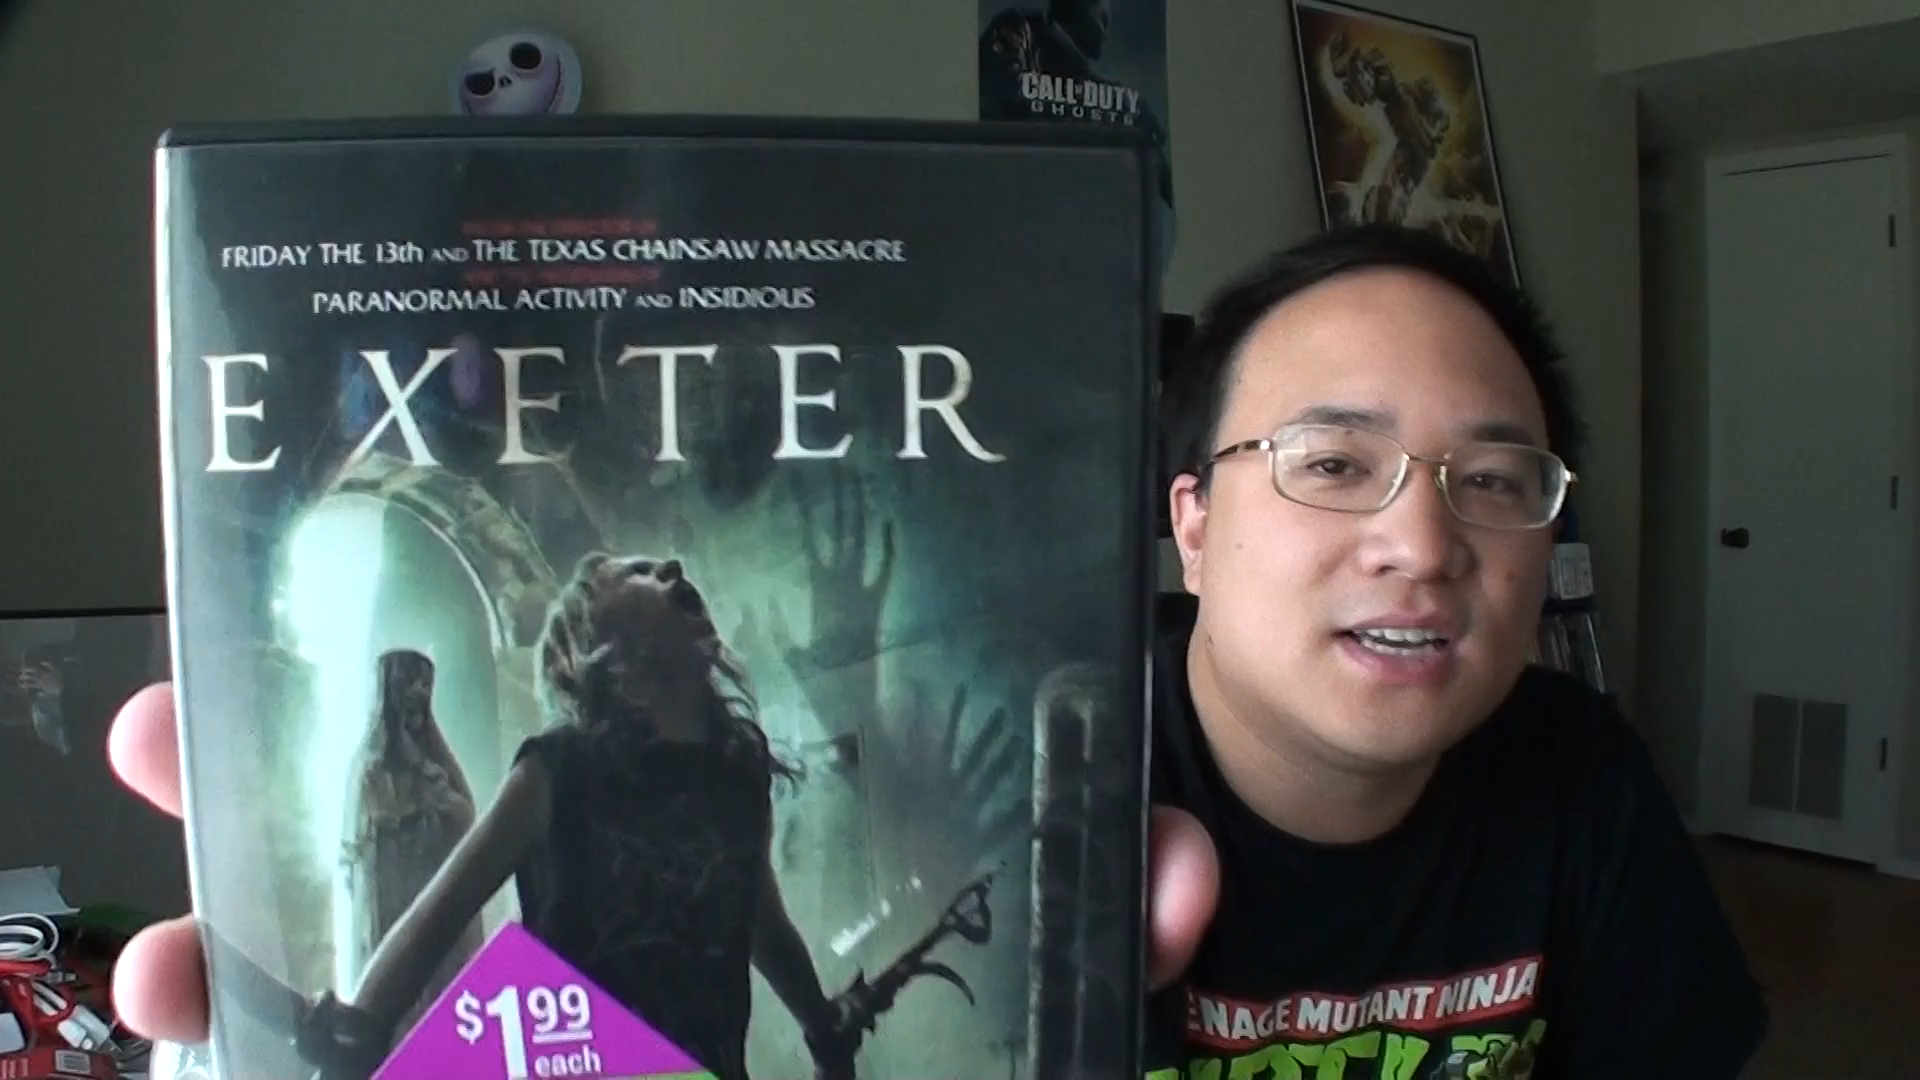 CALL OF DUTY
GHOSTS
FRIDAY THE 13th AND THE TEXAS CHAINSAW MASSACRE
PARANORMAL ACTIVITY AND INSIDIOUS
EXETER
$1.99
each
ENAGE MUTANT NINJA